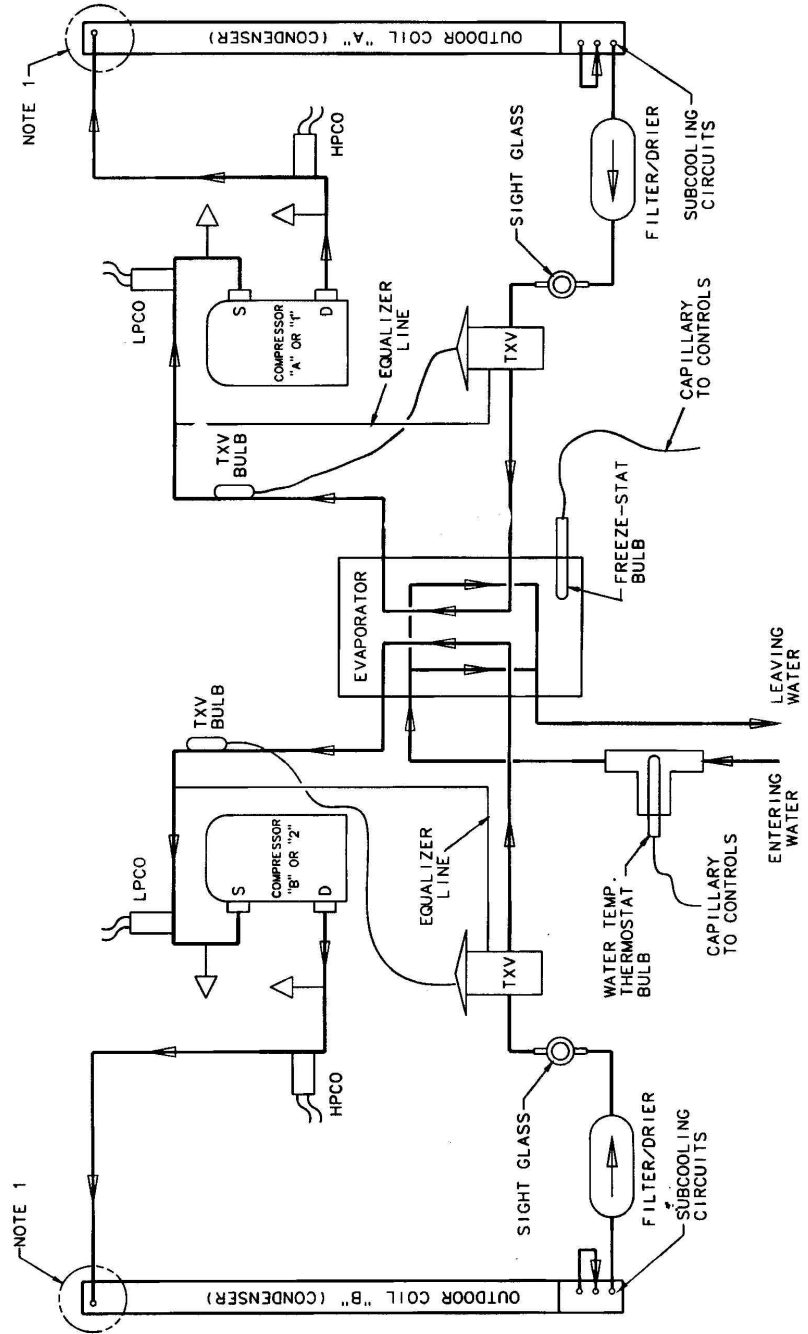 NOTE 1
OUTDOOR COIL "B" (CONDENSER)
SUBCOOLING
CIRCUITS
FILTER/DRIER
SIGHT GLASS
HPCO
LPCO
COMPRESSOR
"B" OR "2"
S
D
TXV
BULB
TXV
EQUALIZER
LINE
WATER TEMP.
THERMOSTAT
BULB
CAPILLARY
TO CONTROLS
ENTERING
WATER
LEAVING
WATER
EVAPORATOR
FREEZE-STAT
BULB
CAPILLARY
TO CONTROLS
TXV
BULB
EQUALIZER
LINE
TXV
LPCO
COMPRESSOR
"A" OR "1"
S
D
HPCO
SIGHT GLASS
FILTER/DRIER
SUBCOOLING
CIRCUITS
OUTDOOR COIL "A" (CONDENSER)
NOTE 1